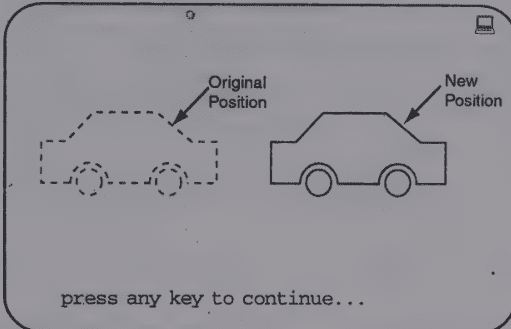 Original
Position
New
Position
press any key to continue...